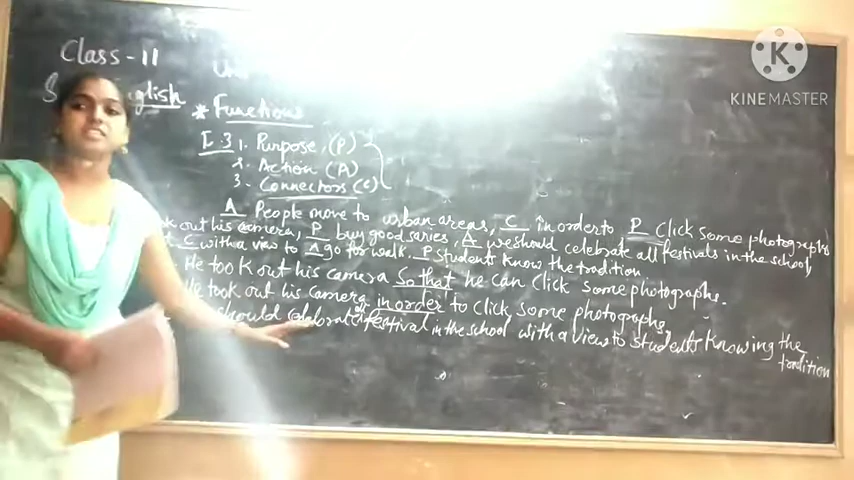 Class - 11
glish
* Functions
I. 3 1. Purpose, (P)
2. Action (A)
3. Connectors (c)
A People move to urban areas, C in order to P Click Some photographs
out his camera, P buy good saries, A we should celebrate all festivals in the school,
C with a view to A go for walk. P Students know the tradition
He took out his camera So that he can Click Some photographs.
He took out his camera in order to click Some photographs,
should celebrate all festival in the school with a view to Students Knowing the
tradition
K
KINEMASTER